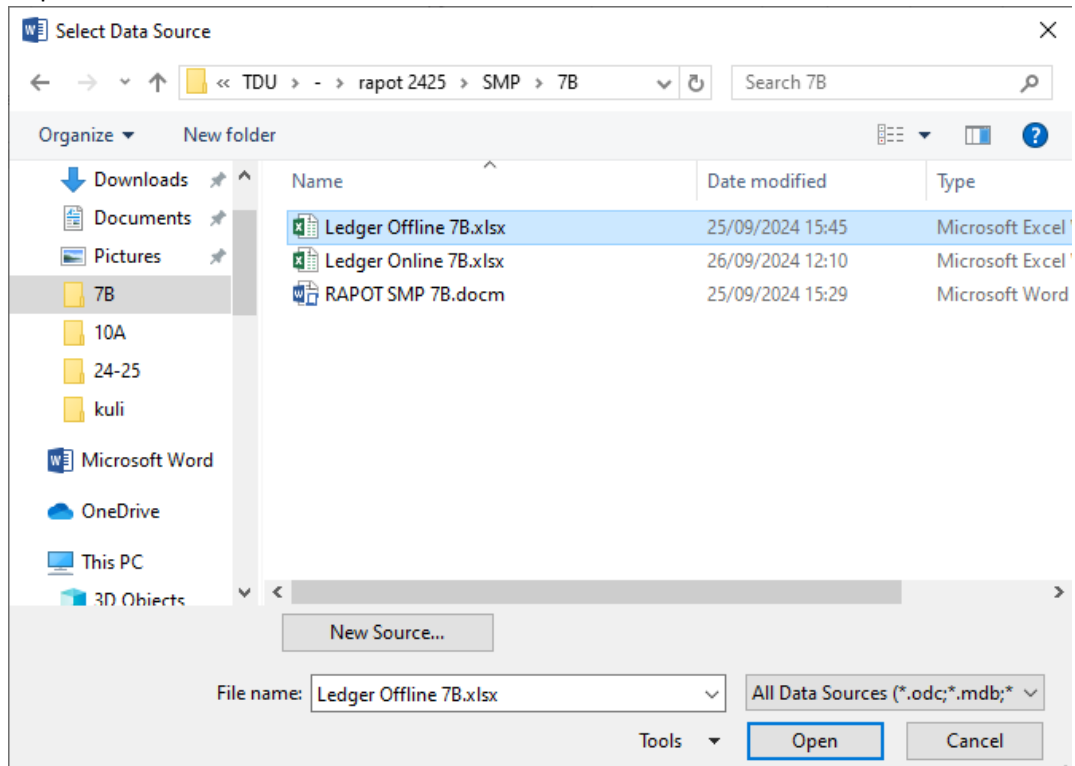 Select Data Source
« TDU > - > rapot 2425 > SMP > 7B
Search 7B
Organize
New folder
Downloads
Documents
Pictures
7B
10A
24-25
kuli
Microsoft Word
OneDrive
This PC
3D Objects
Name Date modified Type
Ledger Offline 7B.xlsx 25/09/2024 15:45 Microsoft Excel
Ledger Online 7B.xlsx 26/09/2024 12:10 Microsoft Excel
RAPOT SMP 7B.docm 25/09/2024 15:29 Microsoft Word
New Source...
File name: Ledger Offline 7B.xlsx
All Data Sources (*.odc;*.mdb;*
Tools
Open
Cancel